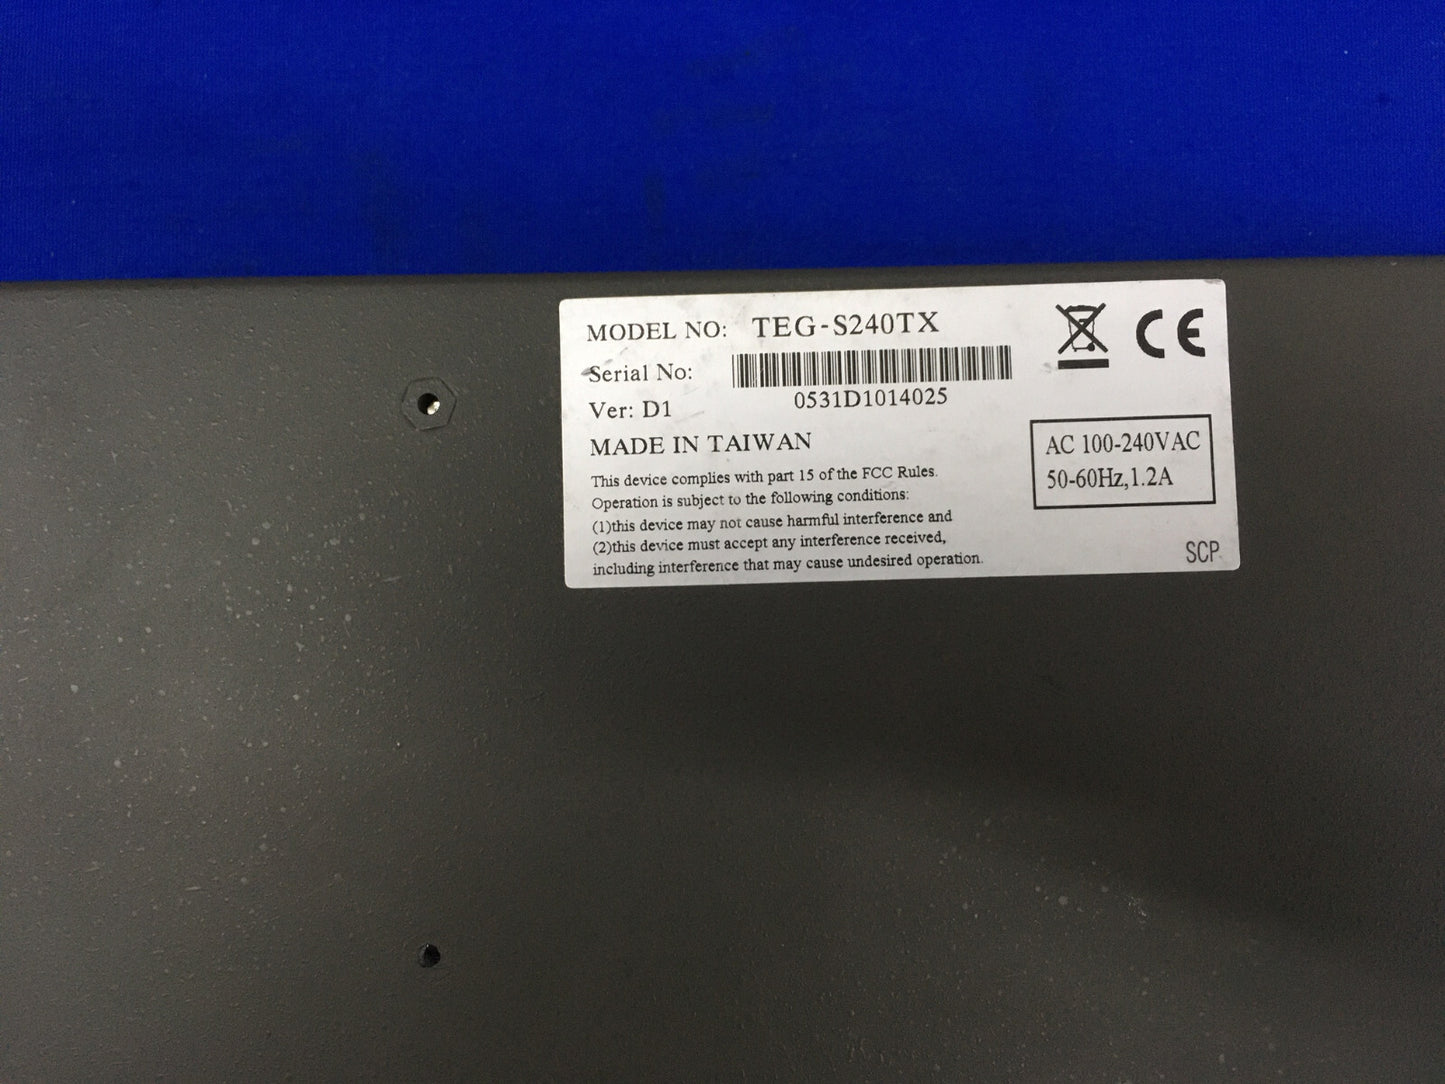 MODEL NO: TEG-S240TX
CE
Serial No:
0531D1014025
Ver: D1
MADE IN TAIWAN
AC 100-240VAC
50-60Hz,1.2A
This device complies with part 15 of the FCC Rules.
Operation is subject to the following conditions:
(1)this device may not cause harmful interference and
(2)this device must accept any interference received,
including interference that may cause undesired operation.
SCP